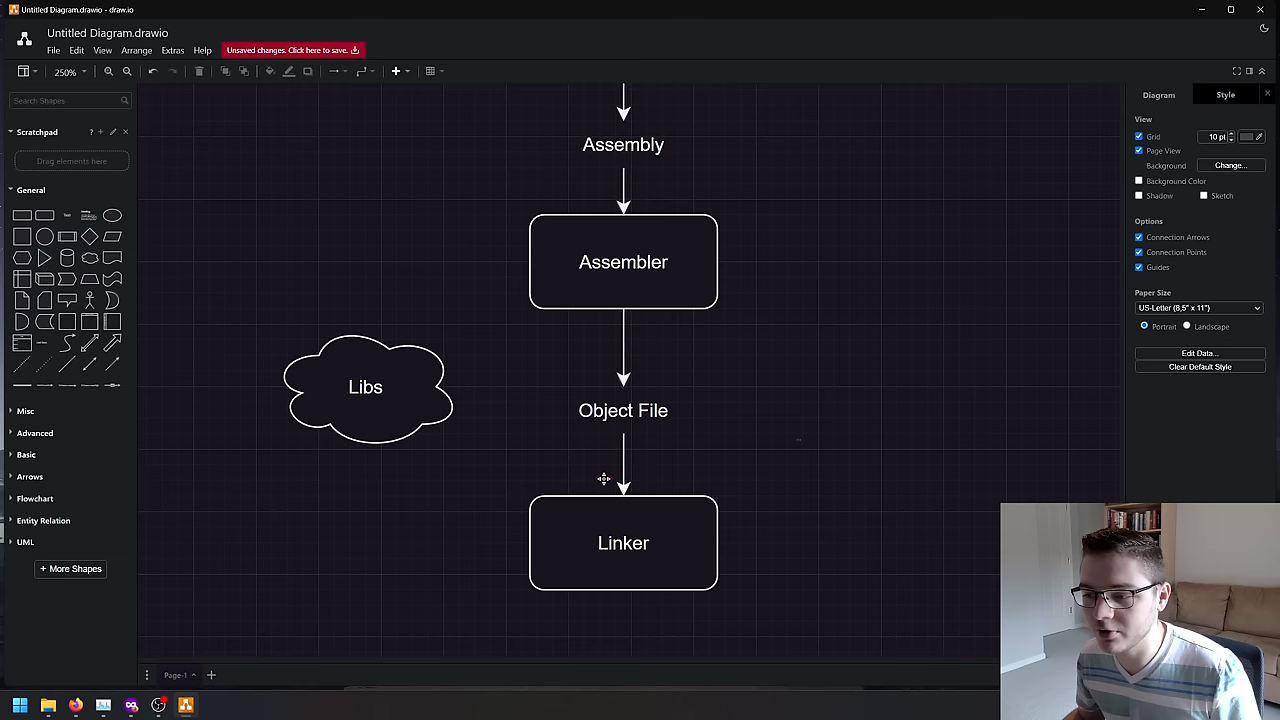 Untitled Diagram.drawio - draw.io
Untitled Diagram.drawio
File Edit View Arrange Extras Help Unsaved changes. Click here to save.
250%
Search Shapes
Scratchpad ?
Drag elements here
General
Text
Heading
Misc
Advanced
Basic
Arrows
Flowchart
Entity Relation
UML
+ More Shapes
Assembly
Assembler
Libs
Object File
Linker
Diagram Style
View
Grid 10 pt
Page View
Background Change...
Background Color
Shadow Sketch
Options
Connection Arrows
Connection Points
Guides
Paper Size
US-Letter (8,5" x 11")
Portrait Landscape
Edit Data...
Clear Default Style
Page-1